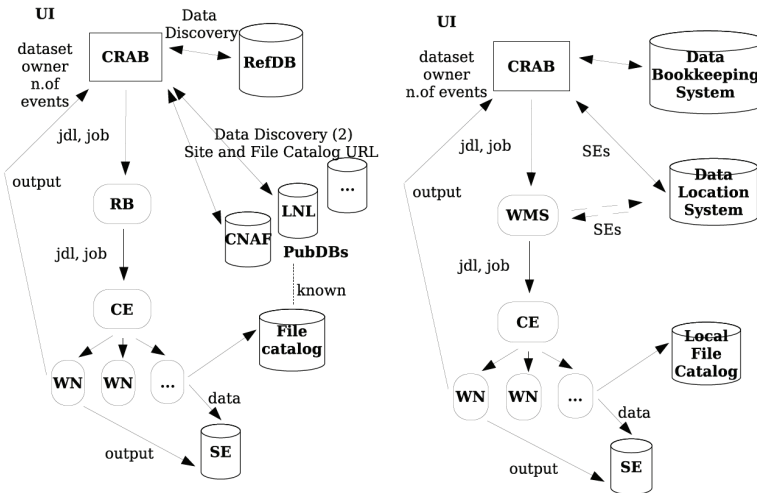 UI
Data
Discovery
dataset
owner
n.of
events
CRAB
RefDB
Data Discovery (2)
Site and File Catalog URL
jdl, job
output
...
LNL
RB
CNAF
PubDBs
jdl, job
known
CE
File
catalog
WN
WN
...
data
SE
output
UI
dataset
owner
n.of events
CRAB
Data
Bookkeeping
System
jdl, job
SEs
output
Data
Location
System
WMS
SEs
jdl, job
CE
Local
File
Catalog
WN
WN
...
data
output
SE